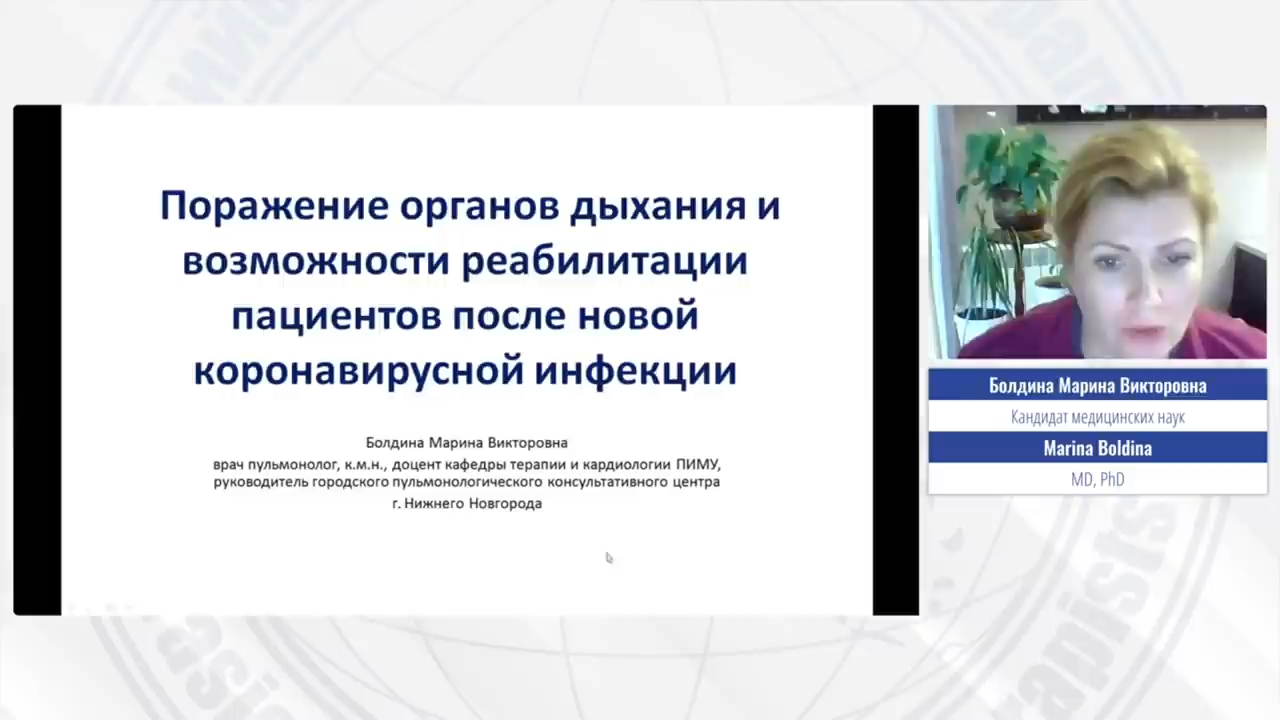 Поражение органов дыхания и
возможности реабилитации
пациентов после новой
коронавирусной инфекции
Болдина Марина Викторовна
врач пульмонолог, к.м.н., доцент кафедры терапии и кардиологии ПИМУ,
руководитель городского пульмонологического консультативного центра
г. Нижнего Новгорода
Болдина Марина Викторовна
Кандидат медицинских наук
Marina Boldina
MD, PhD